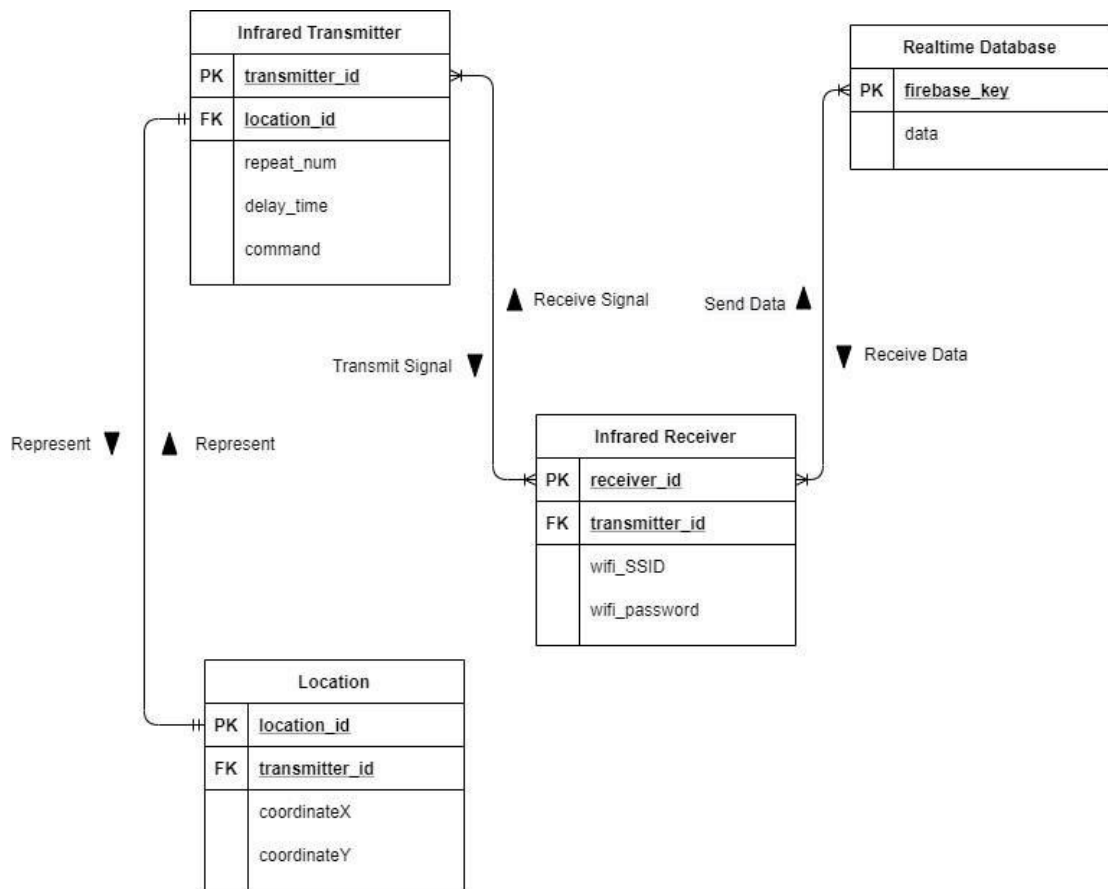 Infrared Transmitter
PK transmitter_id
FK location_id
repeat_num
delay_time
command
Realtime Database
PK firebase_key
data
Receive Signal
Transmit Signal
Send Data
Receive Data
Represent
Represent
Infrared Receiver
PK receiver_id
FK transmitter_id
wifi_SSID
wifi_password
Location
PK location_id
FK transmitter_id
coordinateX
coordinateY